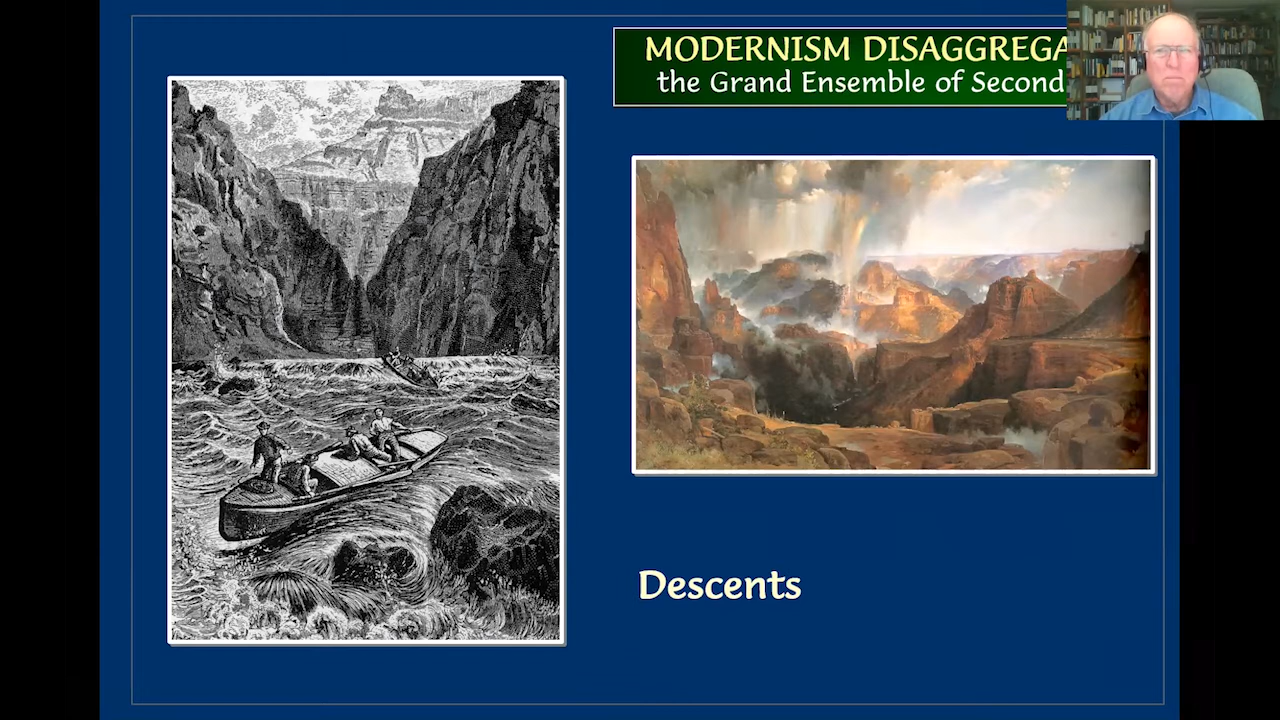 MODERNISM DISAGGREGA
the Grand Ensemble of Second
Descents